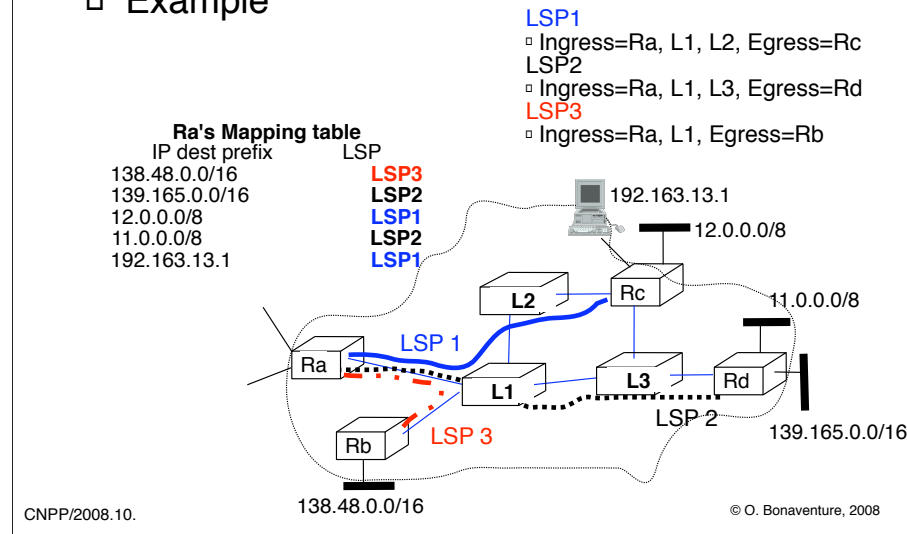 Example
LSP1
Ingress=Ra, L1, L2, Egress=Rc
LSP2
Ingress=Ra, L1, L3, Egress=Rd
LSP3
Ingress=Ra, L1, Egress=Rb
Ra's Mapping table
IP dest prefix LSP
138.48.0.0/16 LSP3
139.165.0.0/16 LSP2
12.0.0.0/8 LSP1
11.0.0.0/8 LSP2
192.163.13.1 LSP1
192.163.13.1
12.0.0.0/8
L2
Rc
11.0.0.0/8
LSP 1
Ra
L1
L3
Rd
LSP 2
Rb
LSP 3
139.165.0.0/16
138.48.0.0/16
CNPP/2008.10.
© O. Bonaventure, 2008